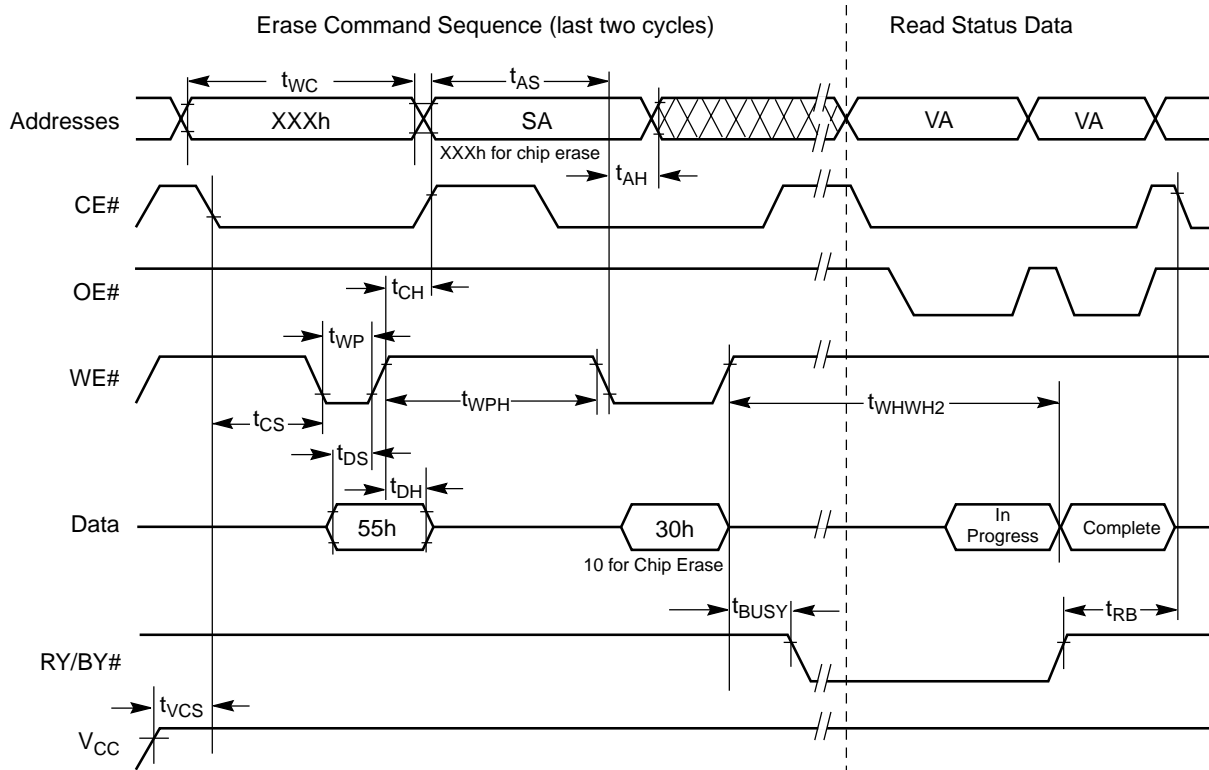 Erase Command Sequence (last two cycles)
Read Status Data
tWC
tAS
Addresses
XXXh
SA
VA
VA
XXXh for chip erase
tAH
CE#
OE#
tCH
tWP
WE#
tWPH
tWHWH2
tCS
tDS
tDH
Data
55h
30h
In
Progress
Complete
10 for Chip Erase
tBUSY
tRB
RY/BY#
tVCS
VCC